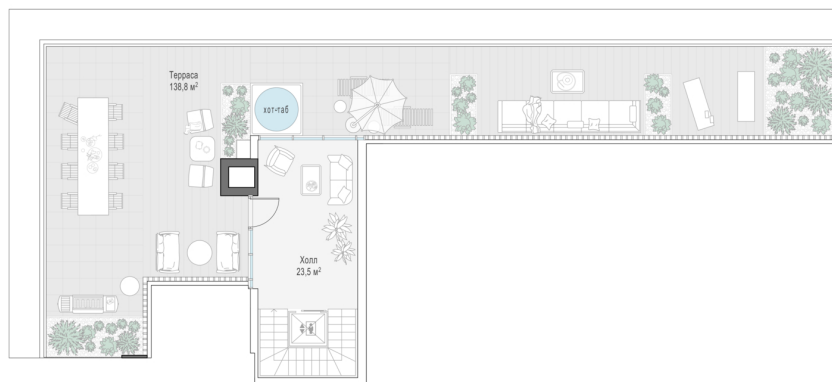 Терраса
138,8 м²
хот-таб
Холл
23,5 м²